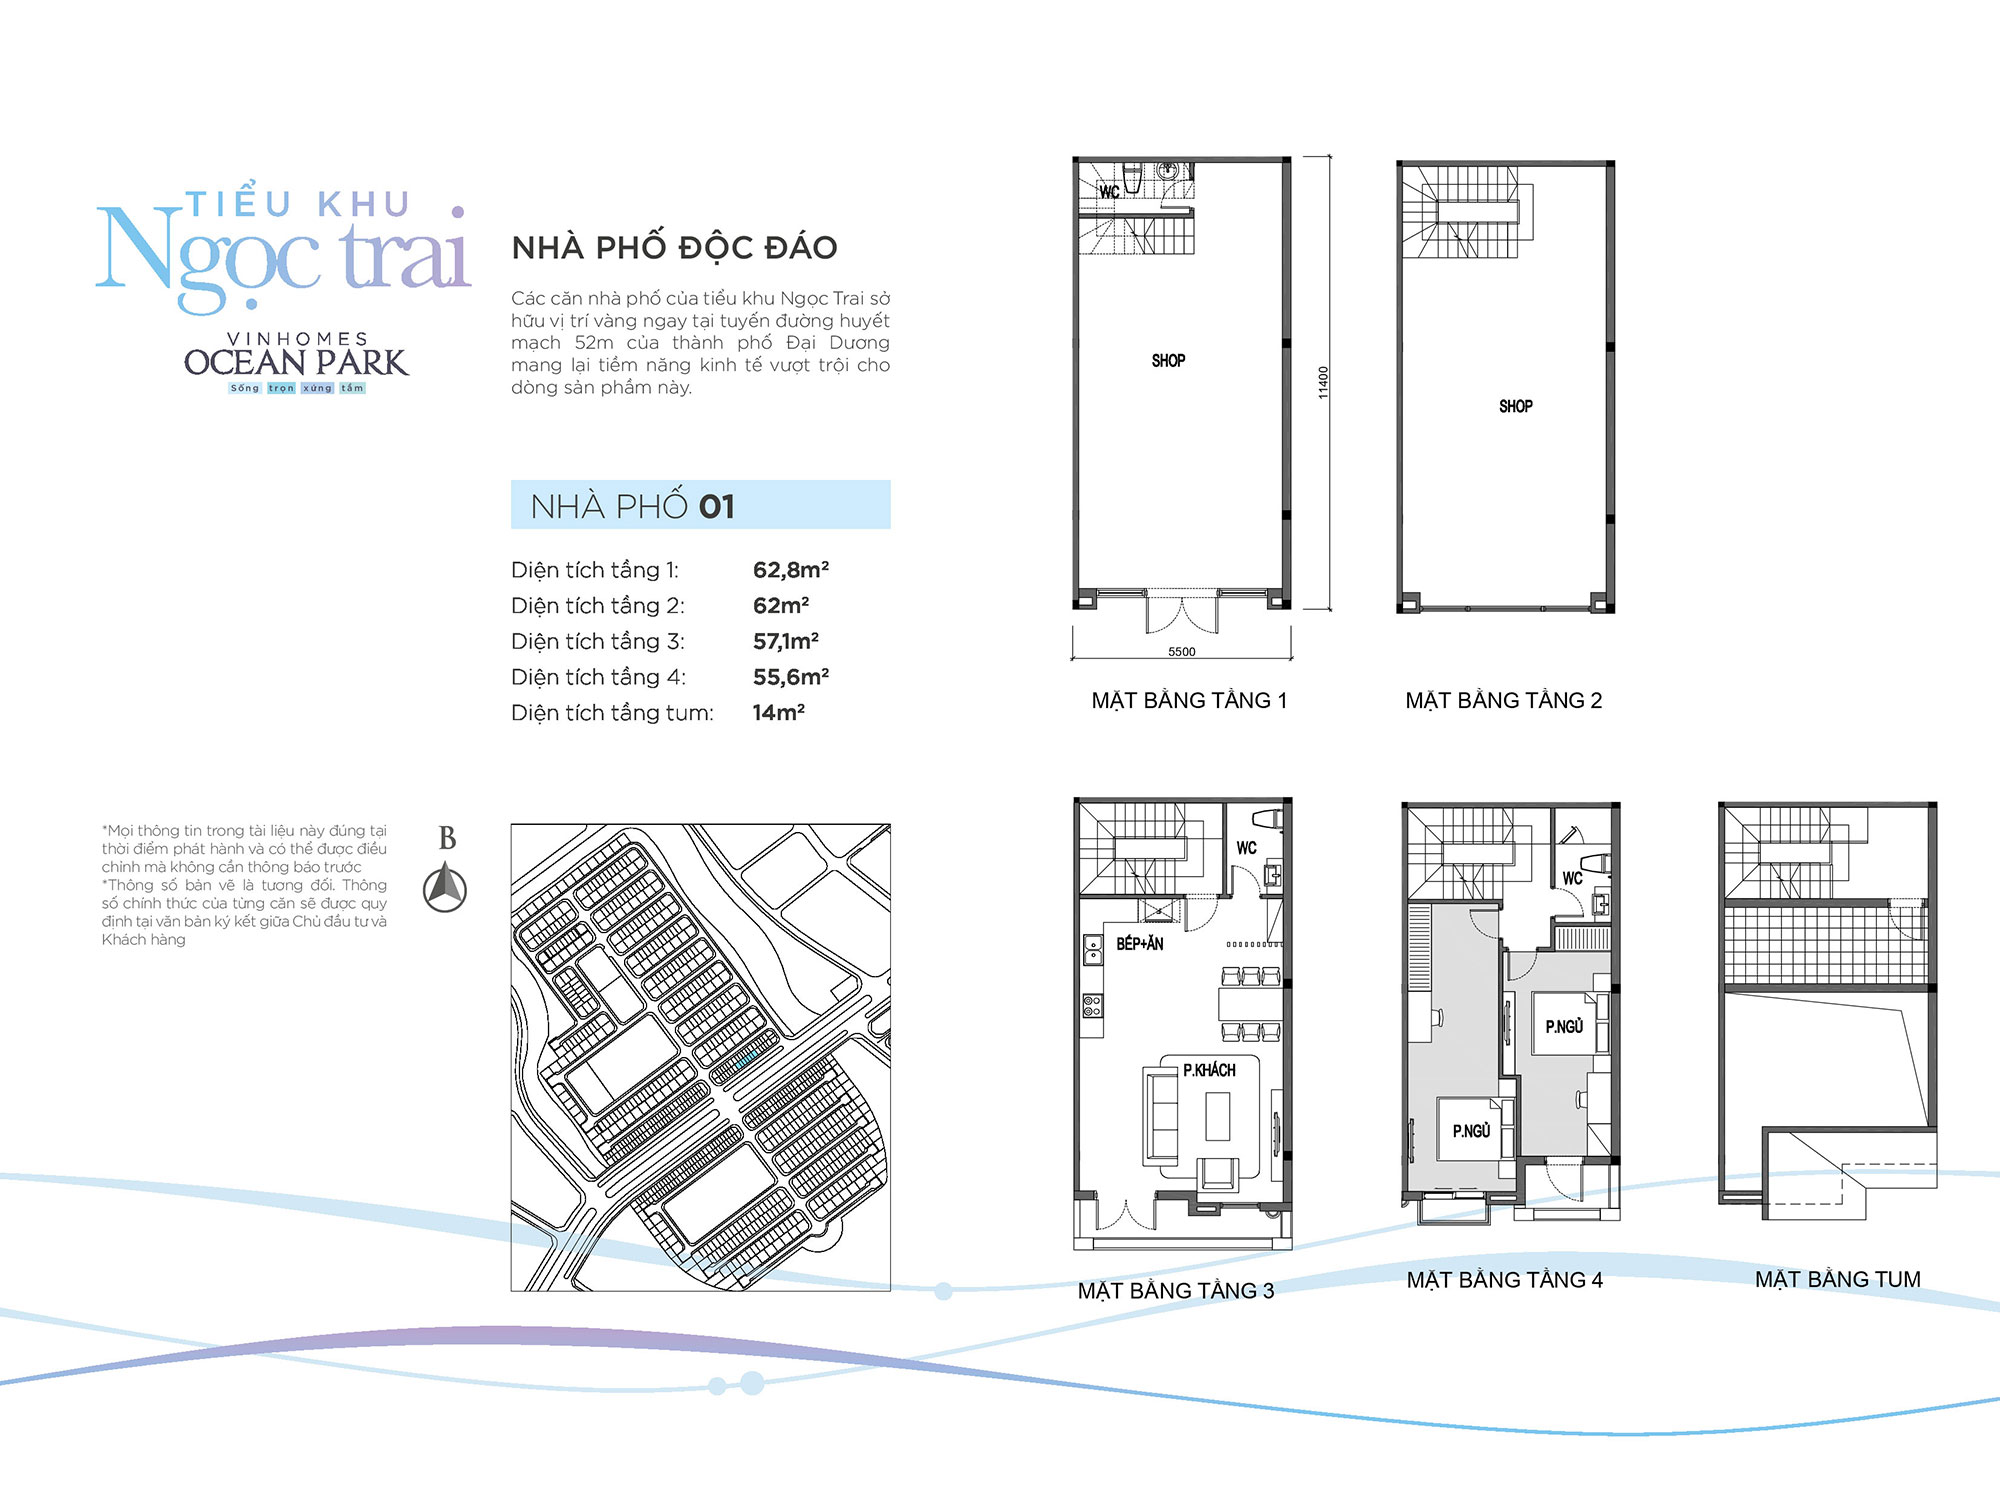 TIỂU KHU
Ngọc trai
VINHOMES
OCEAN PARK
Sống trọn xứng tầm
NHÀ PHỐ ĐỘC ĐÁO
Các căn nhà phố của tiểu khu Ngọc Trai sở
hữu vị trí vàng ngay tại tuyến đường huyết
mạch 52m của thành phố Đại Dương
mang lại tiềm năng kinh tế vượt trội cho
dòng sản phẩm này.
NHÀ PHỐ 01
Diện tích tầng 1: 62,8m²
Diện tích tầng 2: 62m²
Diện tích tầng 3: 57,1m²
Diện tích tầng 4: 55,6m²
Diện tích tầng tum: 14m²
*Mọi thông tin trong tài liệu này đúng tại
thời điểm phát hành và có thể được điều
chỉnh mà không cần thông báo trước
*Thông số bản vẽ là tương đối. Thông
số chính thức của từng căn sẽ được quy
định tại văn bản ký kết giữa Chủ đầu tư và
Khách hàng
B
WC
SHOP
11400
5500
MẶT BẰNG TẦNG 1
SHOP
MẶT BẰNG TẦNG 2
WC
BẾP+ĂN
P.KHÁCH
MẶT BẰNG TẦNG 3
WC
P.NGỦ
P.NGỦ
MẶT BẰNG TẦNG 4
MẶT BẰNG TUM